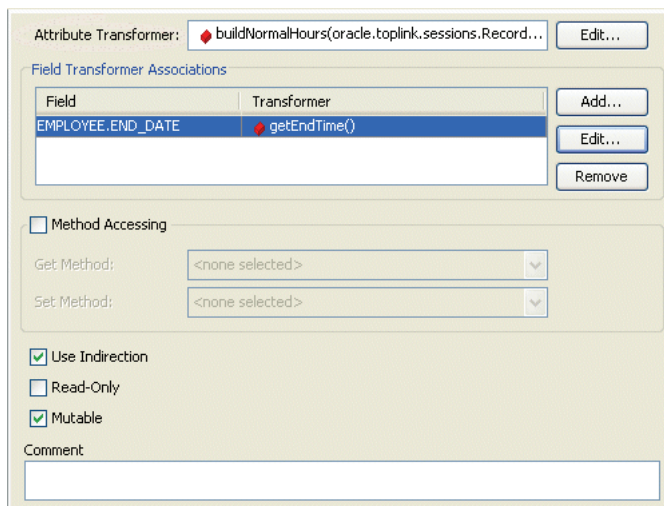 Attribute Transformer: buildNormalHours(oracle.toplink.sessions.Record... Edit...
Field Transformer Associations
Field Transformer Add...
EMPLOYEE.END_DATE getEndTime() Edit...
Remove
Method Accessing
Get Method: <none selected>
Set Method: <none selected>
Use Indirection
Read-Only
Mutable
Comment